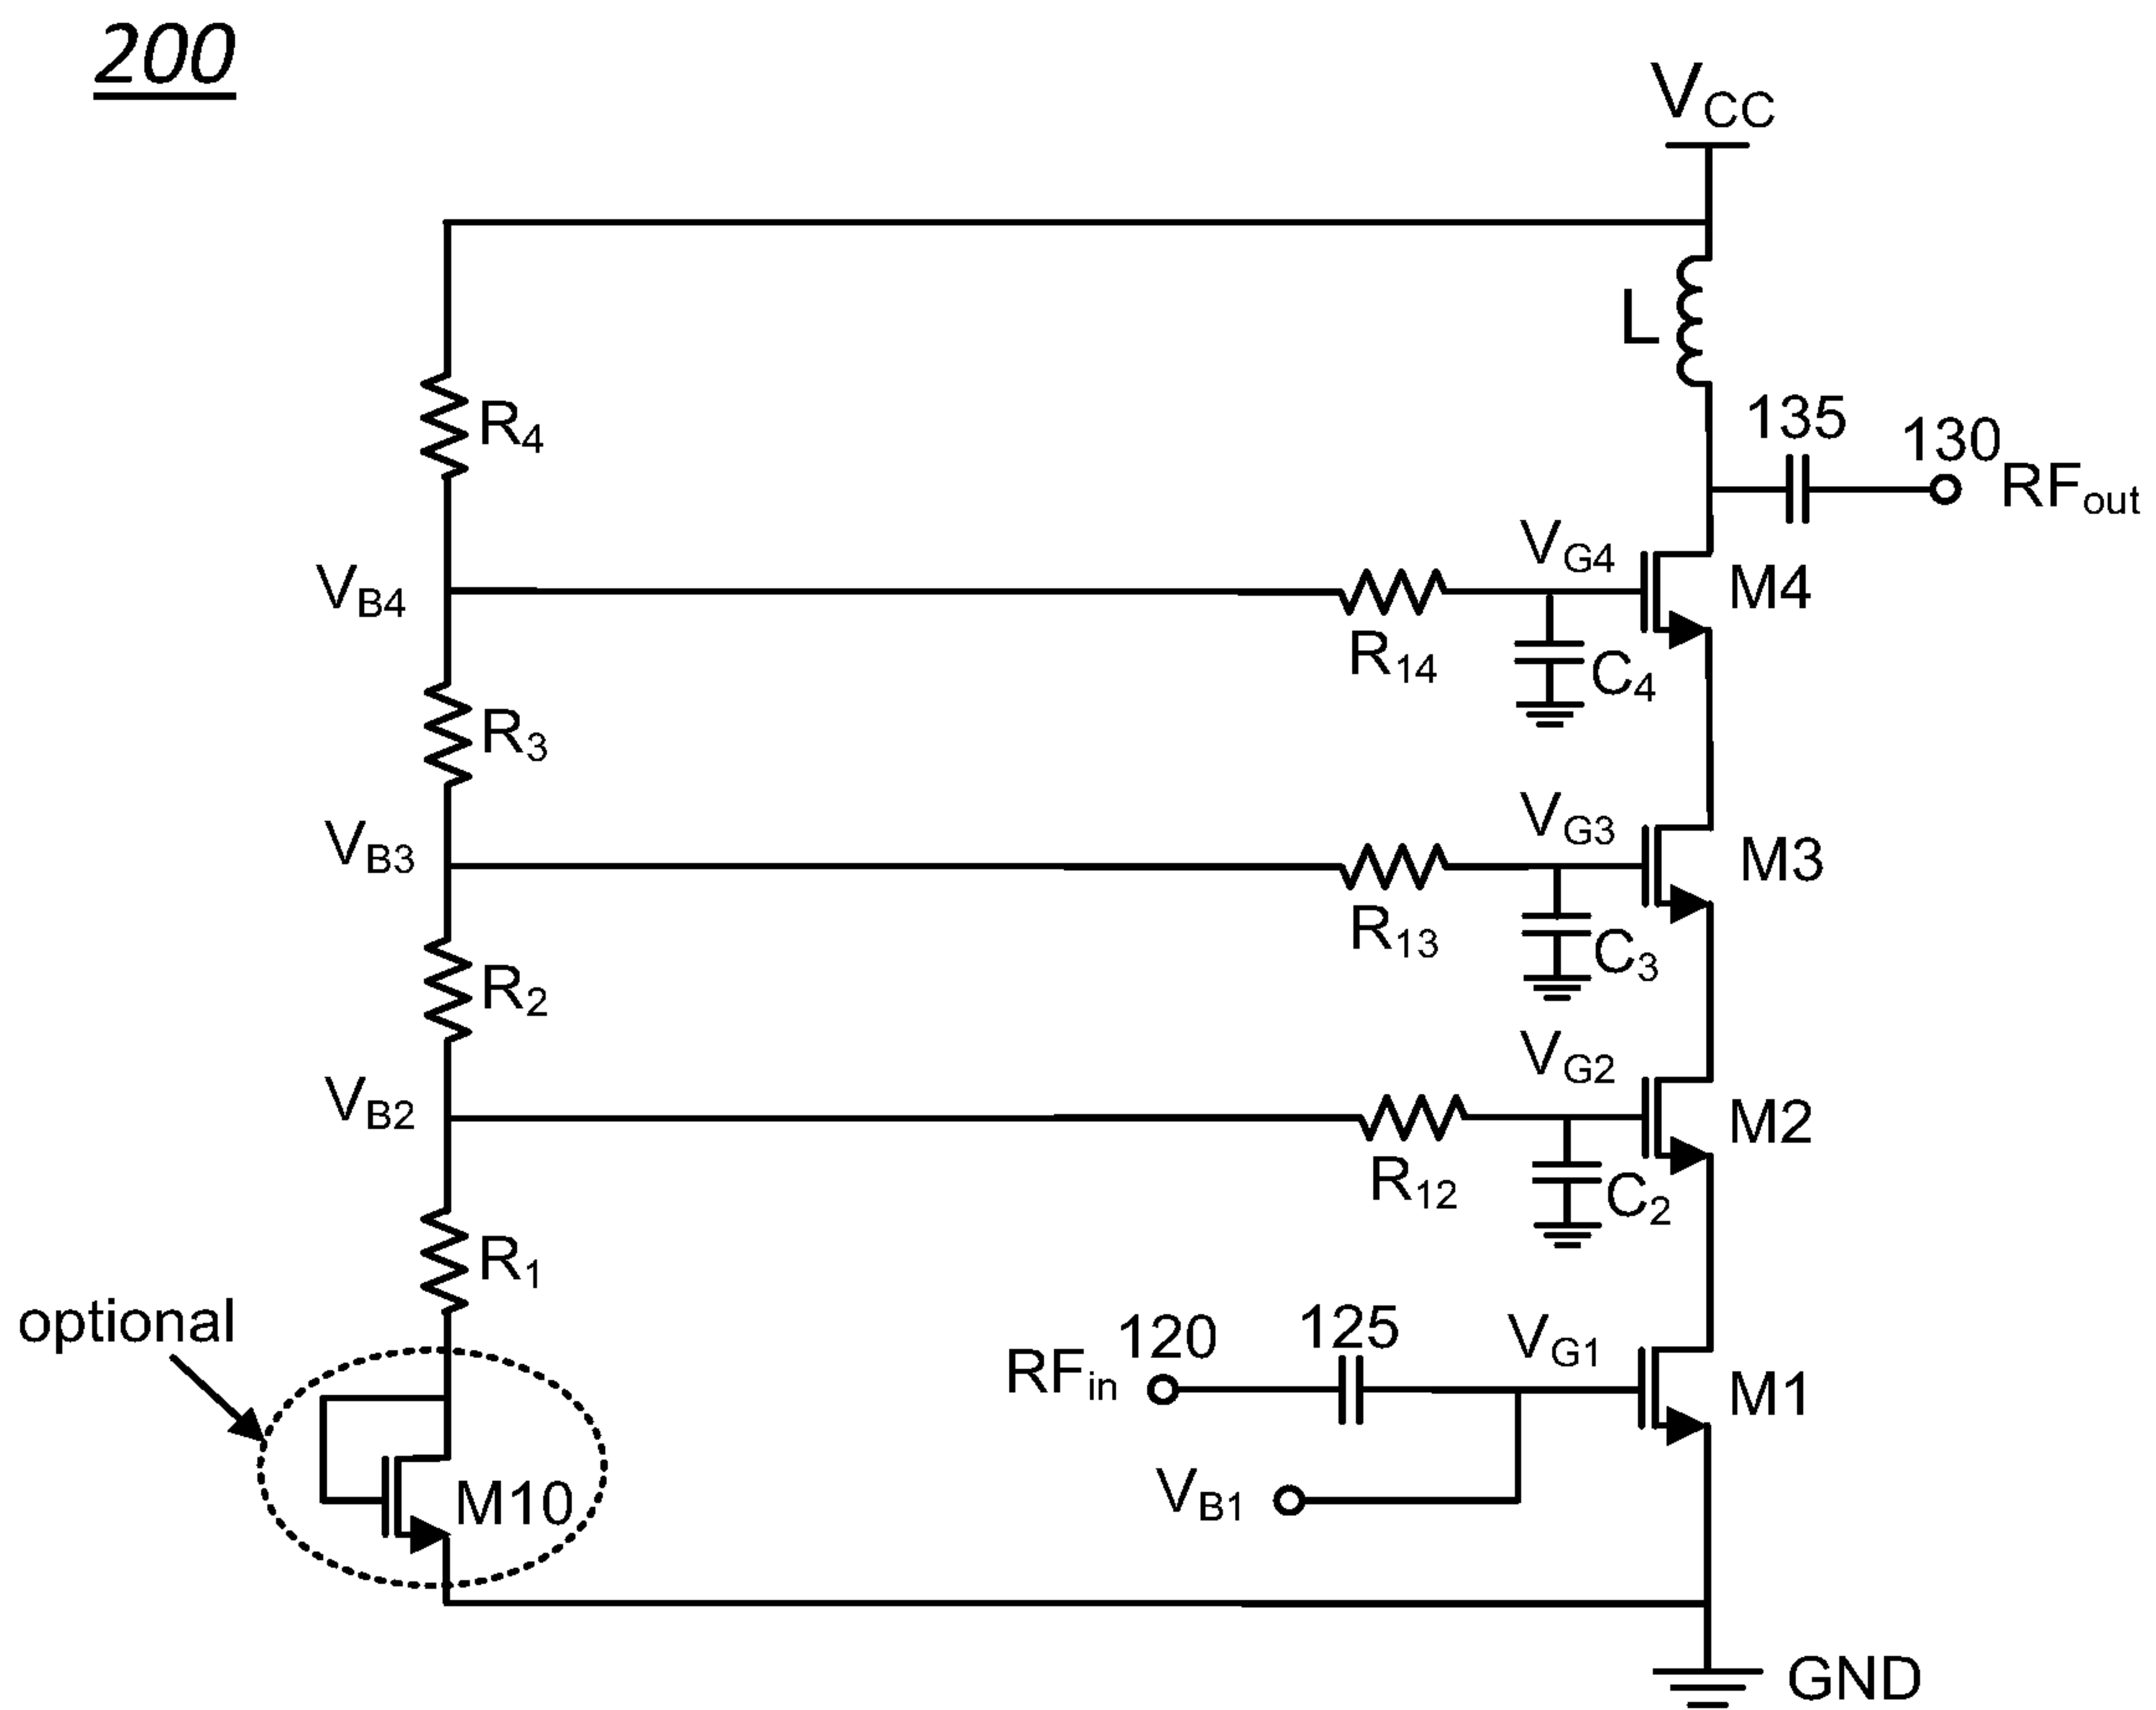 200
VCC
L
135
130
R4
RFout
VG4
VB4
M4
R14
C4
R3
VG3
VB3
M3
R13
C3
R2
VG2
VB2
M2
R12
C2
R1
optional
120
125
VG1
RFin
M1
M10
VB1
GND